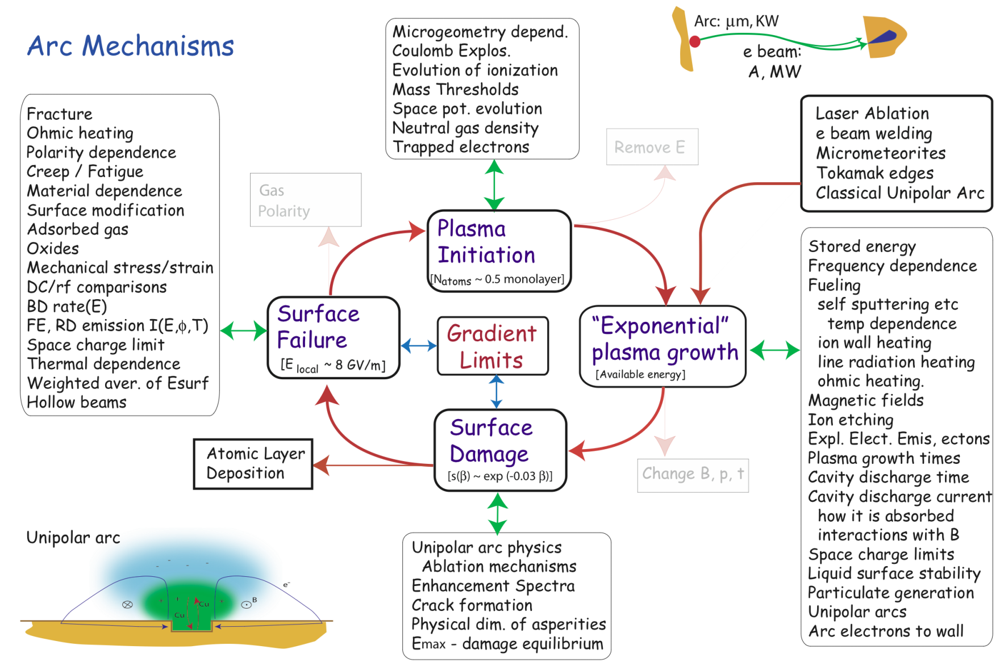 Arc Mechanisms
Microgeometry depend.
Coulomb Explos.
Evolution of ionization
Mass Thresholds
Space pot. evolution
Neutral gas density
Trapped electrons
Arc: μm, KW
e beam:
A, MW
Fracture
Ohmic heating
Polarity dependence
Creep / Fatigue
Material dependence
Surface modification
Adsorbed gas
Oxides
Mechanical stress/strain
DC/rf comparisons
BD rate(E)
FE, RD emission I(E,ϕ,T)
Space charge limit
Thermal dependence
Weighted aver. of Esurf
Hollow beams
Gas
Polarity
Remove E
Laser Ablation
e beam welding
Micrometeorites
Tokamak edges
Classical Unipolar Arc
Plasma
Initiation
[Natoms ~ 0.5 monolayer]
Surface
Failure
[E local ~ 8 GV/m]
Gradient
Limits
“Exponential”
plasma growth
[Available energy]
Surface
Damage
[s(β) ~ exp (-0.03 β)]
Atomic Layer
Deposition
Change B, p, t
Stored energy
Frequency dependence
Fueling
self sputtering etc
temp dependence
ion wall heating
line radiation heating
ohmic heating.
Magnetic fields
Ion etching
Expl. Elect. Emis, ectons
Plasma growth times
Cavity discharge time
Cavity discharge current
how it is absorbed
interactions with B
Space charge limits
Liquid surface stability
Particulate generation
Unipolar arcs
Arc electrons to wall
Unipolar arc physics
Ablation mechanisms
Enhancement Spectra
Crack formation
Physical dim. of asperities
Emax - damage equilibrium
Unipolar arc
- - - -
e-
+ + +
B
Cu
Cu